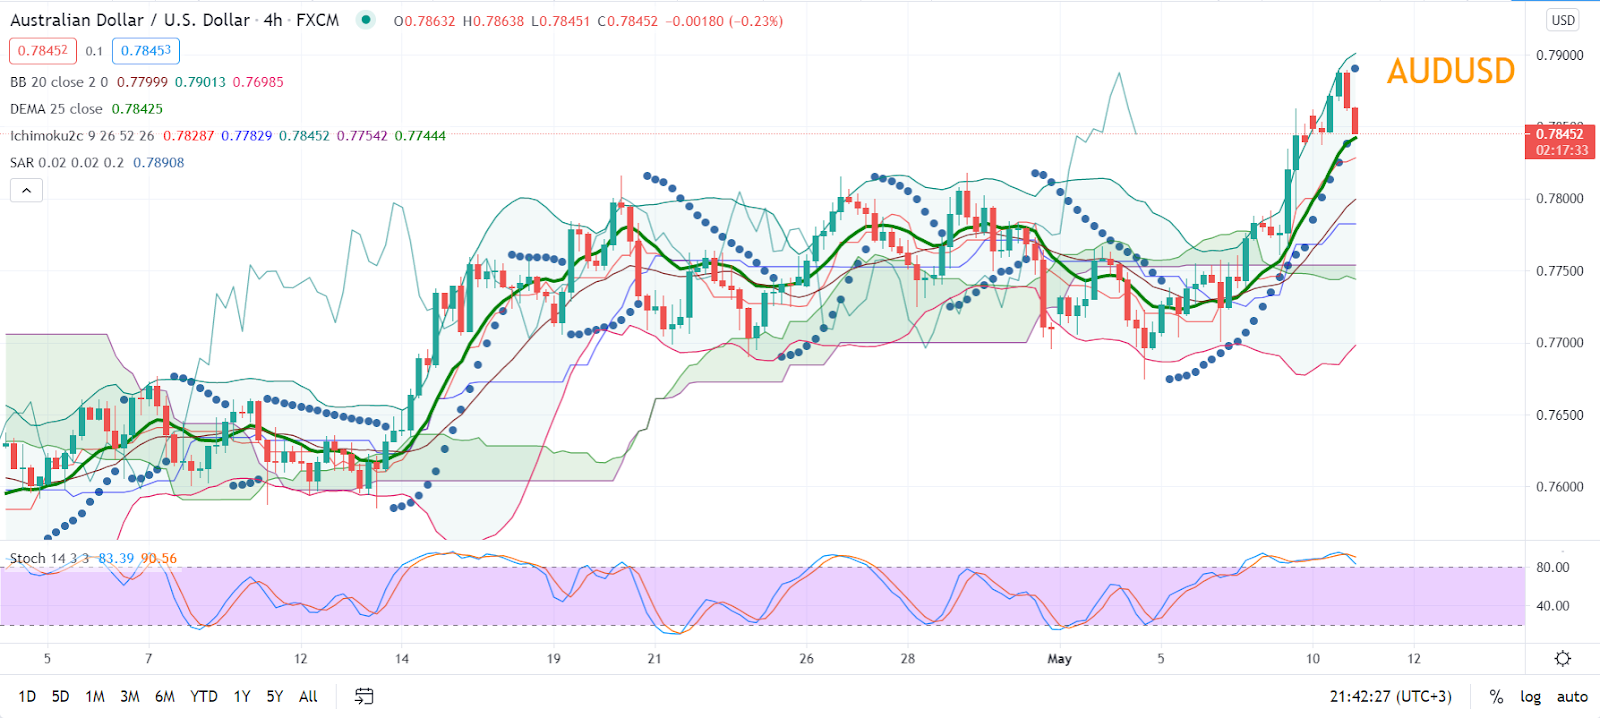 Australian Dollar / U.S. Dollar · 4h · FXCM O0.78632 H0.78638 L0.78451 C0.78452 −0.00180 (−0.23%)
USD
0.78452 0.1 0.78453
0.79000
AUDUSD
BB 20 close 2 0 0.77999 0.79013 0.76985
DEMA 25 close 0.78425
Ichimoku2c 9 26 52 26 0.78287 0.77829 0.78452 0.77542 0.77444
0.78452
02:17:33
SAR 0.02 0.02 0.2 0.78908
0.78000
0.77500
0.77000
0.76500
0.76000
Stoch 14 3 3 83.39 90.56
80.00
40.00
5 7 12 14 19 21 26 28 May 5 10 12
1D 5D 1M 3M 6M YTD 1Y 5Y All 21:42:27 (UTC+3) % log auto